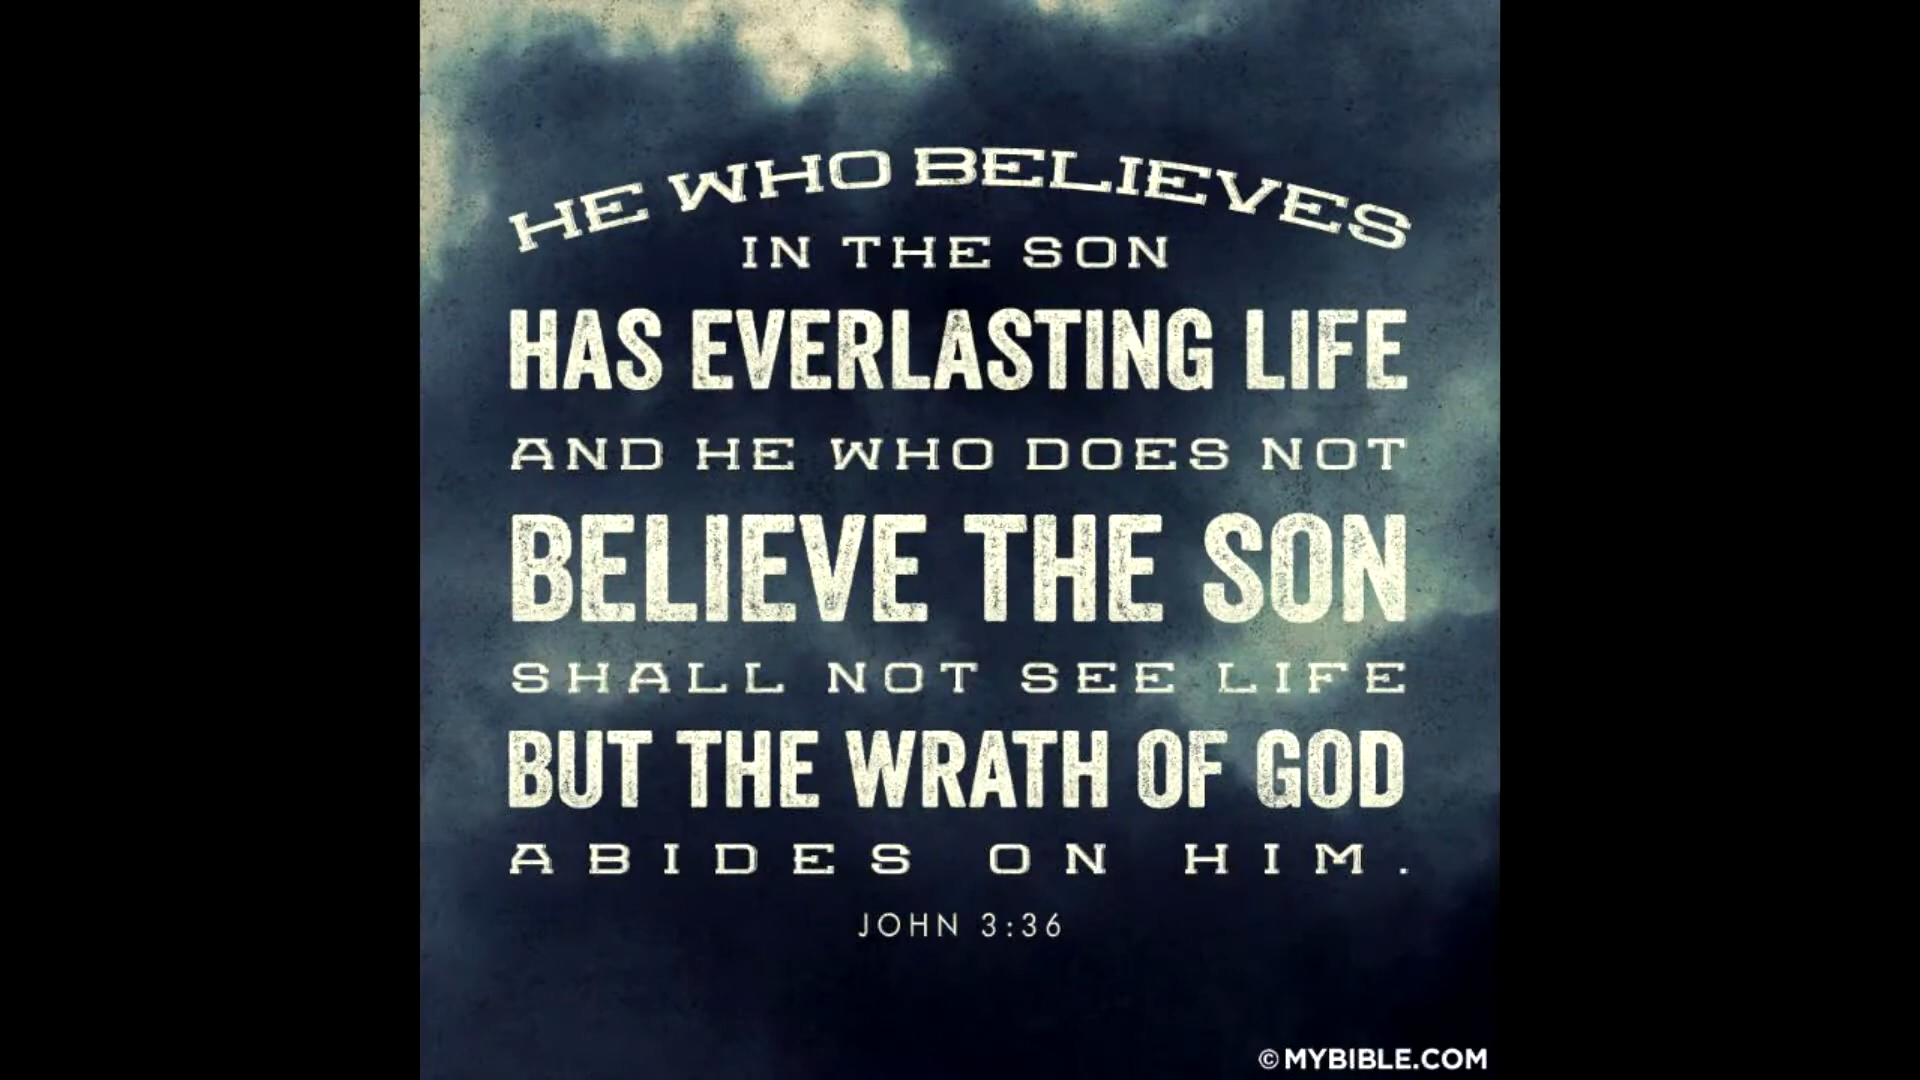 HE WHO BELIEVES
IN THE SON
HAS EVERLASTING LIFE
AND HE WHO DOES NOT
BELIEVE THE SON
SHALL NOT SEE LIFE
BUT THE WRATH OF GOD
ABIDES ON HIM.
JOHN 3:36
© MYBIBLE.COM